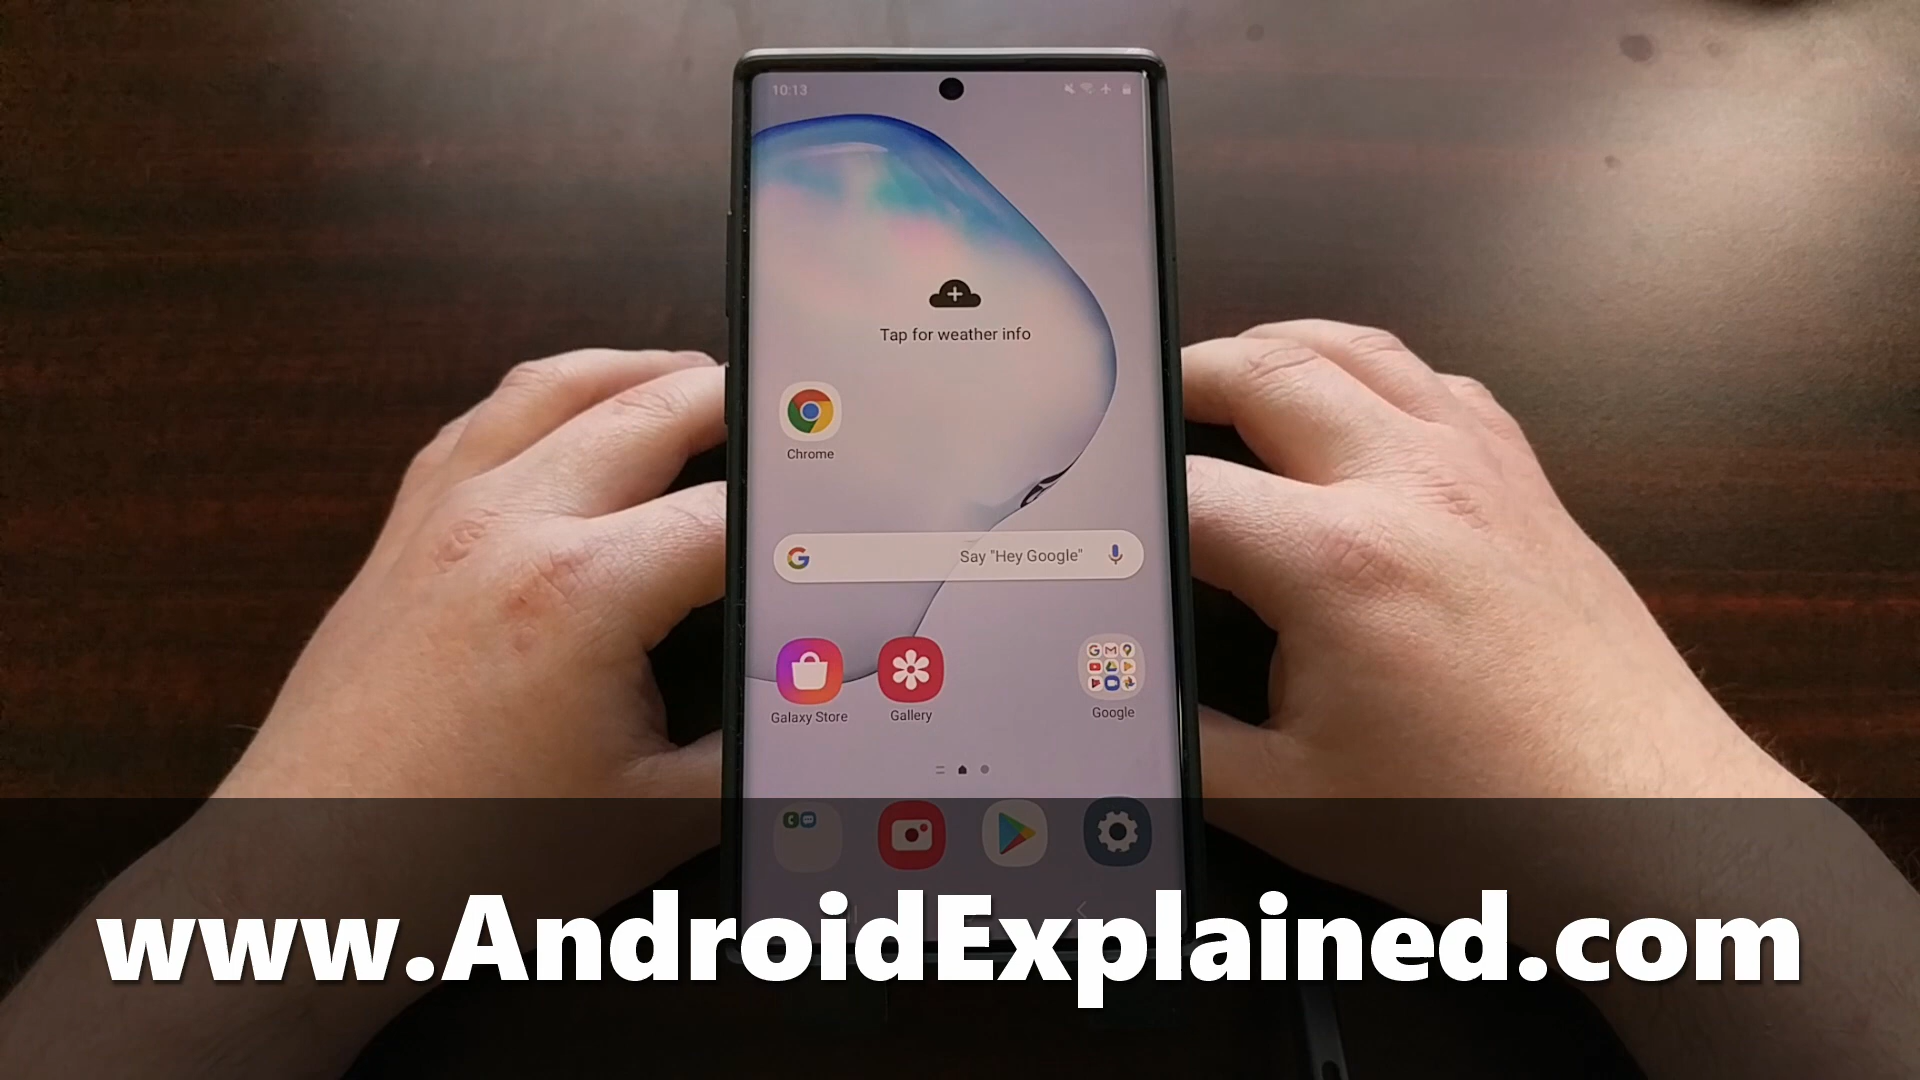 10:13
Tap for weather info
Chrome
Say "Hey Google"
Galaxy Store
Gallery
Google
www.AndroidExplained.com